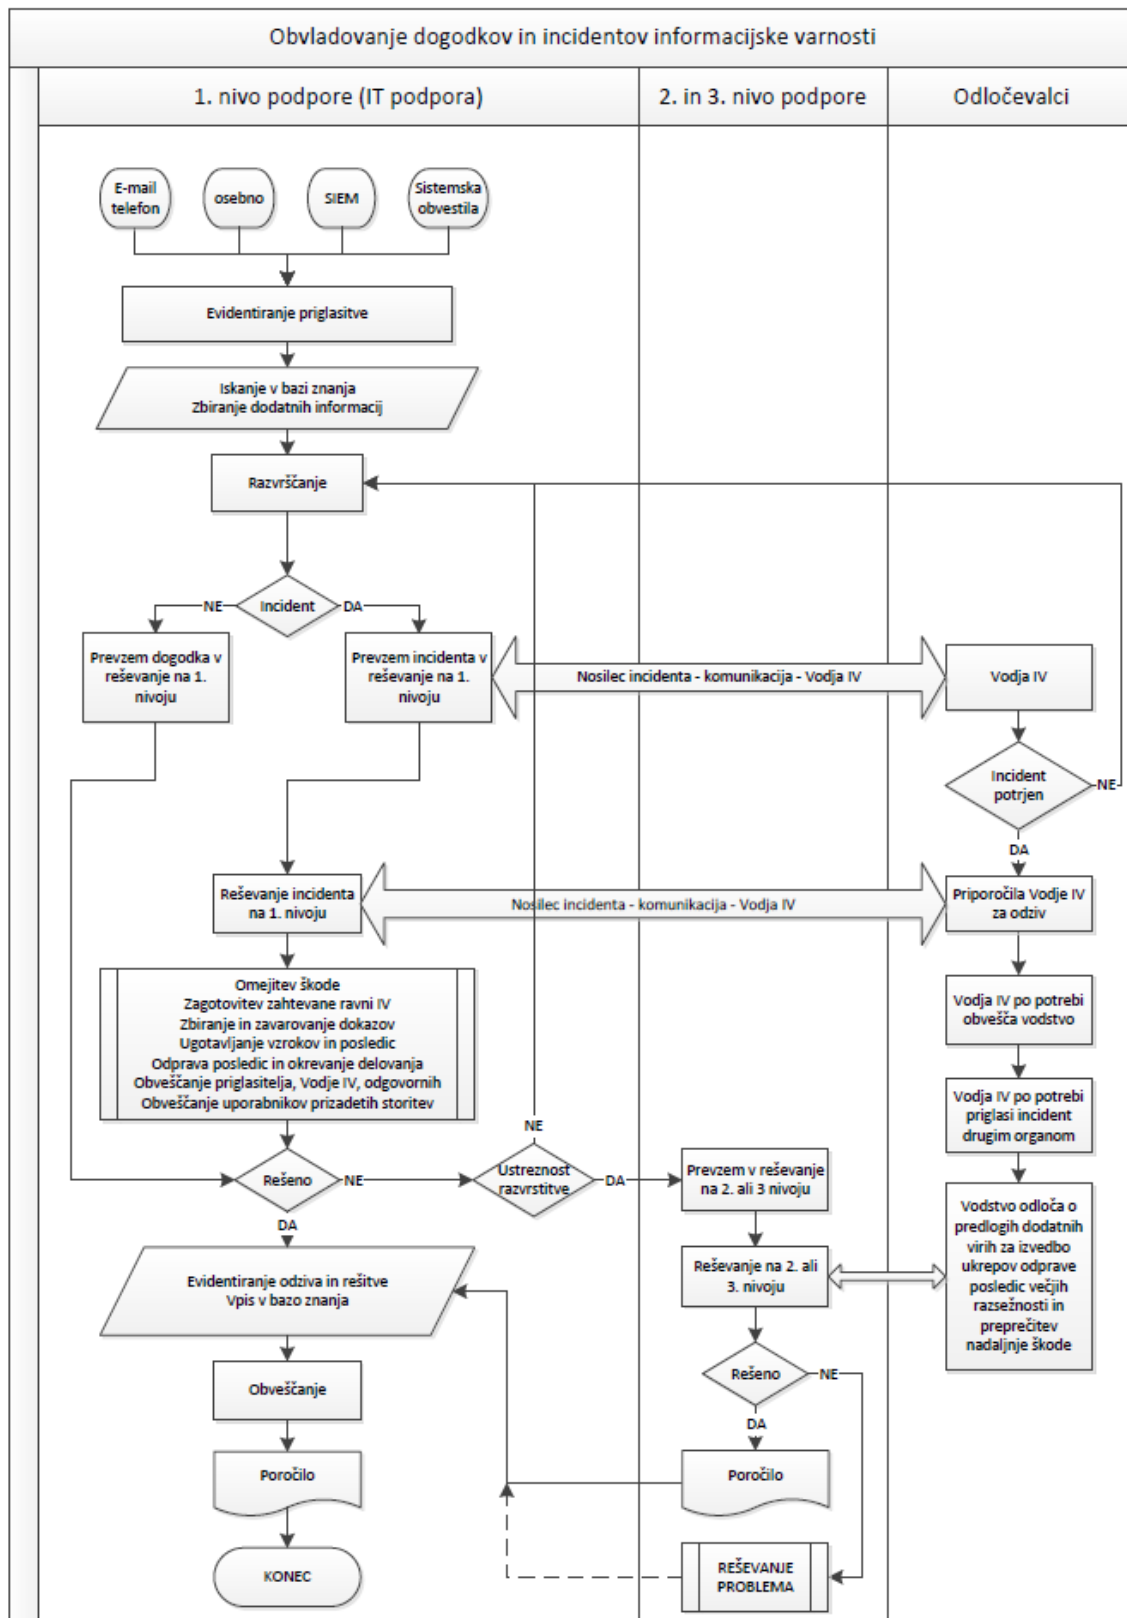 Obvladovanje dogodkov in incidentov informacijske varnosti
1. nivo podpore (IT podpora)
2. in 3. nivo podpore
Odločevalci
E-mail
telefon
osebno
SIEM
Sistemska
obvestila
Evidentiranje priglasitve
Iskanje v bazi znanja
Zbiranje dodatnih informacij
Razvrščanje
NE
Incident
DA
Prevzem dogodka v
reševanje na 1.
nivoju
Prevzem incidenta v
reševanje na 1.
nivoju
Nosilec incidenta - komunikacija - Vodja IV
Vodja IV
Incident
potrjen
NE
DA
Reševanje incidenta
na 1. nivoju
Nosilec incidenta - komunikacija - Vodja IV
Priporočila Vodje IV
za odziv
Omejitev škode
Zagotovitev zahtevane ravni IV
Zbiranje in zavarovanje dokazov
Ugotavljanje vzrokov in posledic
Odprava posledic in okrevanje delovanja
Obveščanje priglasitelja, Vodje IV, odgovornih
Obveščanje uporabnikov prizadetih storitev
Vodja IV po potrebi
obvešča vodstvo
Vodja IV po potrebi
priglasi incident
drugim organom
NE
Rešeno
NE
Ustreznost
razvrstitve
DA
Prevzem v reševanje
na 2. ali 3 nivoju
DA
Evidentiranje odziva in rešitve
Vpis v bazo znanja
Reševanje na 2. ali
3. nivoju
Vodstvo odloča o
predlogih dodatnih
virih za izvedbo
ukrepov odprave
posledic večjih
razsežnosti in
preprečitev
nadaljnje škode
Obveščanje
Rešeno
NE
DA
Poročilo
Poročilo
KONEC
REŠEVANJE
PROBLEMA